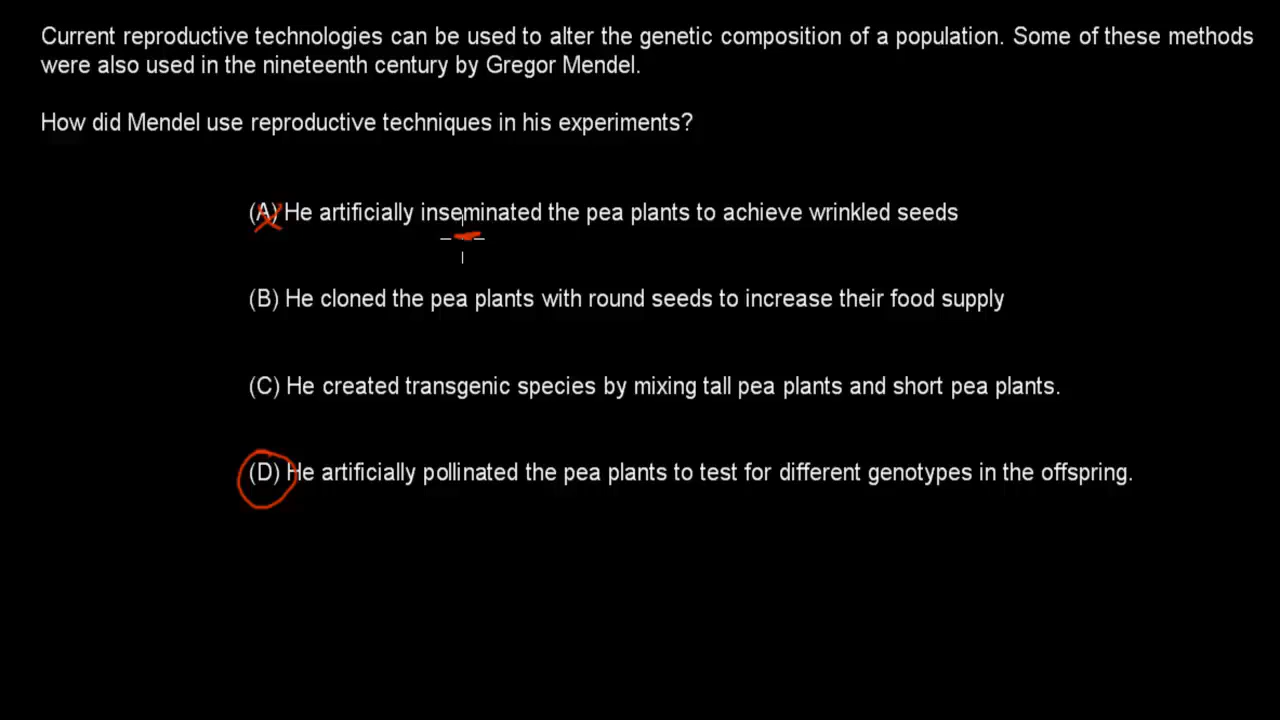 Current reproductive technologies can be used to alter the genetic composition of a population. Some of these methods
were also used in the nineteenth century by Gregor Mendel.
How did Mendel use reproductive techniques in his experiments?
(A) He artificially inseminated the pea plants to achieve wrinkled seeds
(B) He cloned the pea plants with round seeds to increase their food supply
(C) He created transgenic species by mixing tall pea plants and short pea plants.
(D) He artificially pollinated the pea plants to test for different genotypes in the offspring.